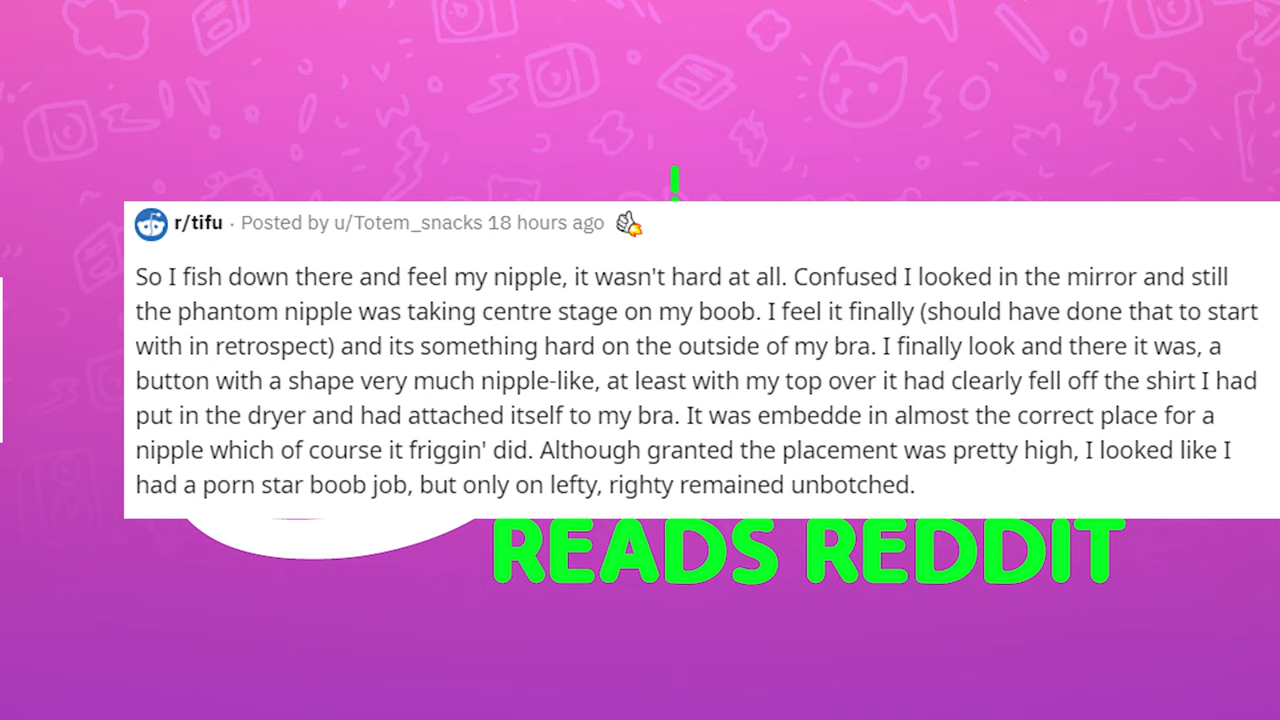 !
r/tifu · Posted by u/Totem_snacks 18 hours ago
So I fish down there and feel my nipple, it wasn't hard at all. Confused I looked in the mirror and still
the phantom nipple was taking centre stage on my boob. I feel it finally (should have done that to start
with in retrospect) and its something hard on the outside of my bra. I finally look and there it was, a
button with a shape very much nipple-like, at least with my top over it had clearly fell off the shirt I had
put in the dryer and had attached itself to my bra. It was embedde in almost the correct place for a
nipple which of course it friggin' did. Although granted the placement was pretty high, I looked like I
had a porn star boob job, but only on lefty, righty remained unbotched.
READS REDDIT